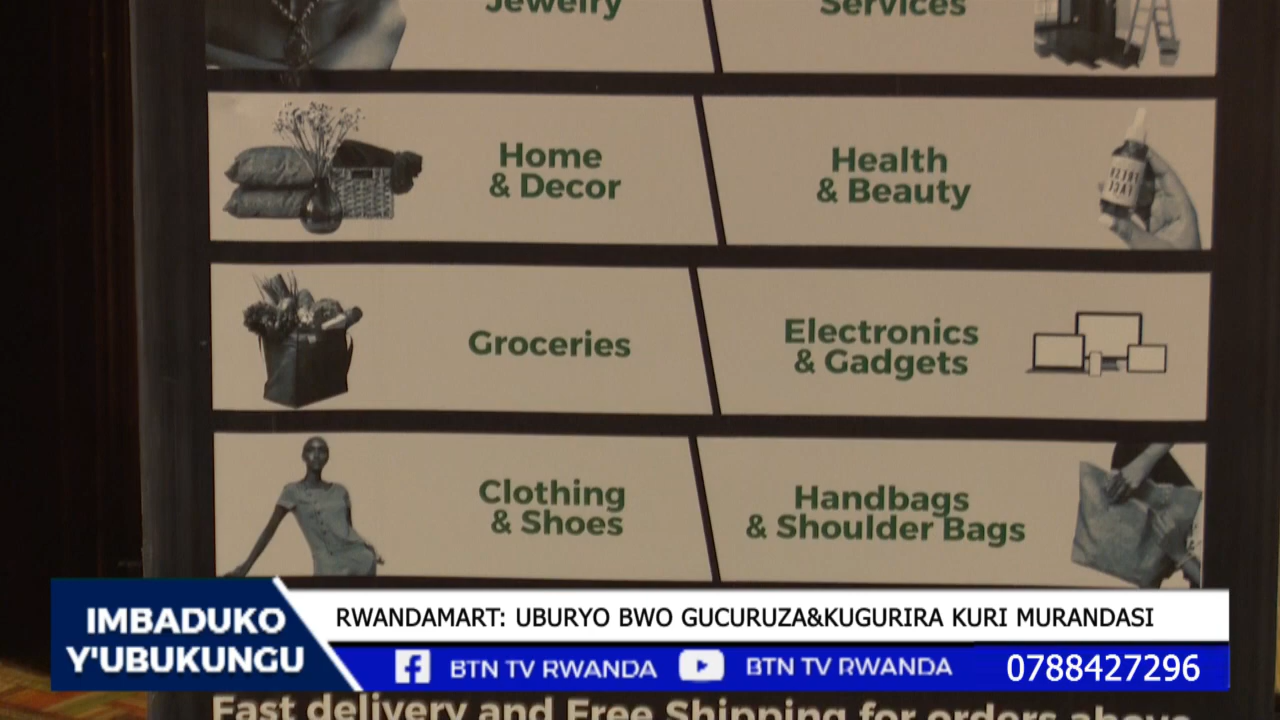 Jewelry
Services
Home
& Decor
Health
& Beauty
Groceries
Electronics
& Gadgets
Clothing
& Shoes
Handbags
& Shoulder Bags
IMBADUKO
Y'UBUKUNGU
RWANDAMART: UBURYO BWO GUCURUZA&KUGURIRA KURI MURANDASI
BTN TV RWANDA
BTN TV RWANDA
0788427296
Fast delivery and Free Shipping for orders above